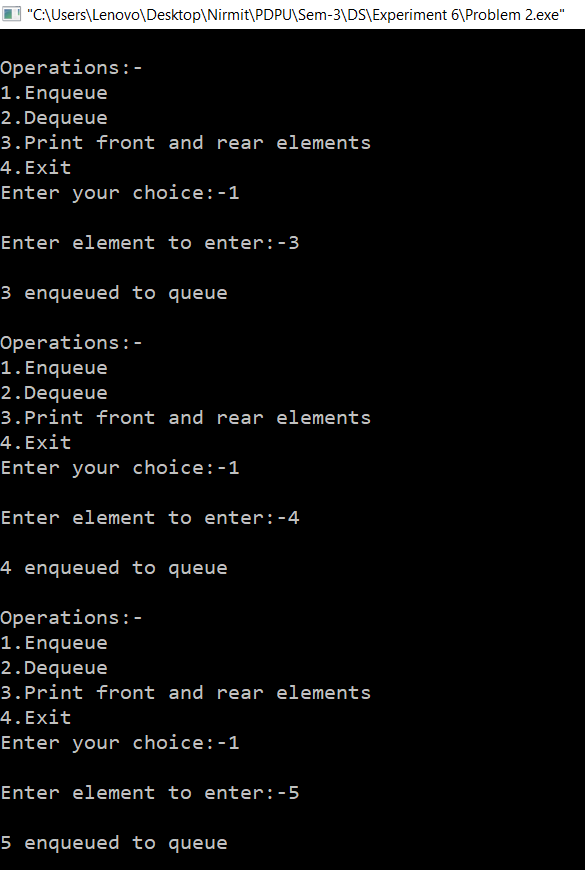 "C:\Users\Lenovo\Desktop\Nirmit\PDPU\Sem-3\DS\Experiment 6\Problem 2.exe"
Operations:-
1.Enqueue
2.Dequeue
3.Print front and rear elements
4.Exit
Enter your choice:-1
Enter element to enter:-3
3 enqueued to queue
Operations:-
1.Enqueue
2.Dequeue
3.Print front and rear elements
4.Exit
Enter your choice:-1
Enter element to enter:-4
4 enqueued to queue
Operations:-
1.Enqueue
2.Dequeue
3.Print front and rear elements
4.Exit
Enter your choice:-1
Enter element to enter:-5
5 enqueued to queue